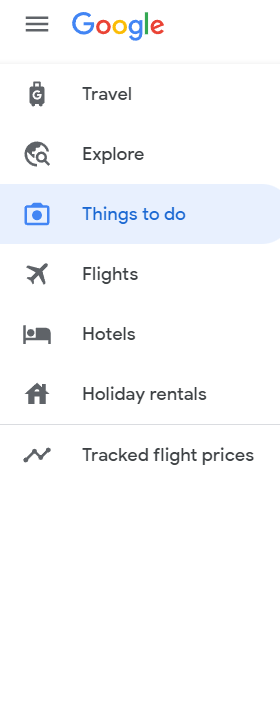 Google
Travel
Explore
Things to do
Flights
Hotels
Holiday rentals
Tracked flight prices